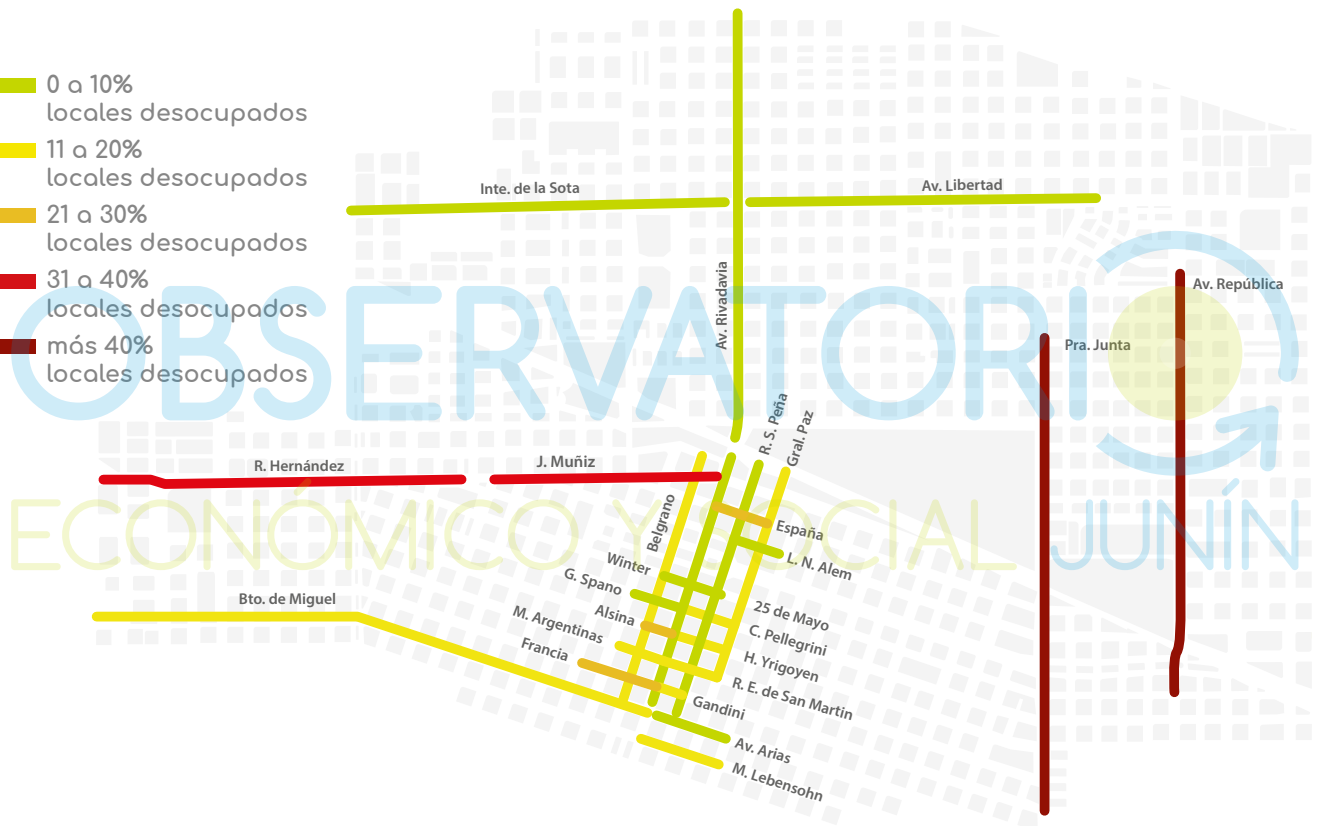 0 a 10%
locales desocupados
11 a 20%
locales desocupados
21 a 30%
locales desocupados
31 a 40%
locales desocupados
más 40%
locales desocupados
Inte. de la Sota
Av. Libertad
Av. Rivadavia
Av. República
Pra. Junta
OBSERVATORIO
R. S. Peña
Gral. Paz
R. Hernández
J. Muñiz
Belgrano
España
L. N. Alem
ECONÓMICO Y SOCIAL JUNÍN
Winter
G. Spano
Alsina
M. Argentinas
Francia
Bto. de Miguel
25 de Mayo
C. Pellegrini
H. Yrigoyen
R. E. de San Martin
Gandini
Av. Arias
M. Lebensohn